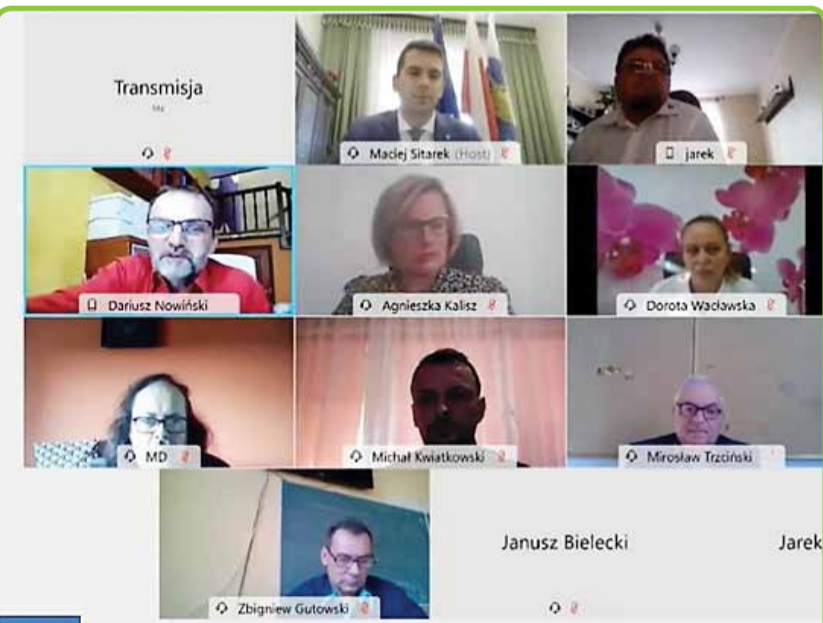 Transmisja
Me
Maciej Sitarek (Host)
jarek
Dariusz Nowiński
Agnieszka Kalisz
Dorota Wacławska
MD
Michał Kwiatkowski
Mirosław Trzciński
Zbigniew Gutowski
Janusz Bielecki
Jarek